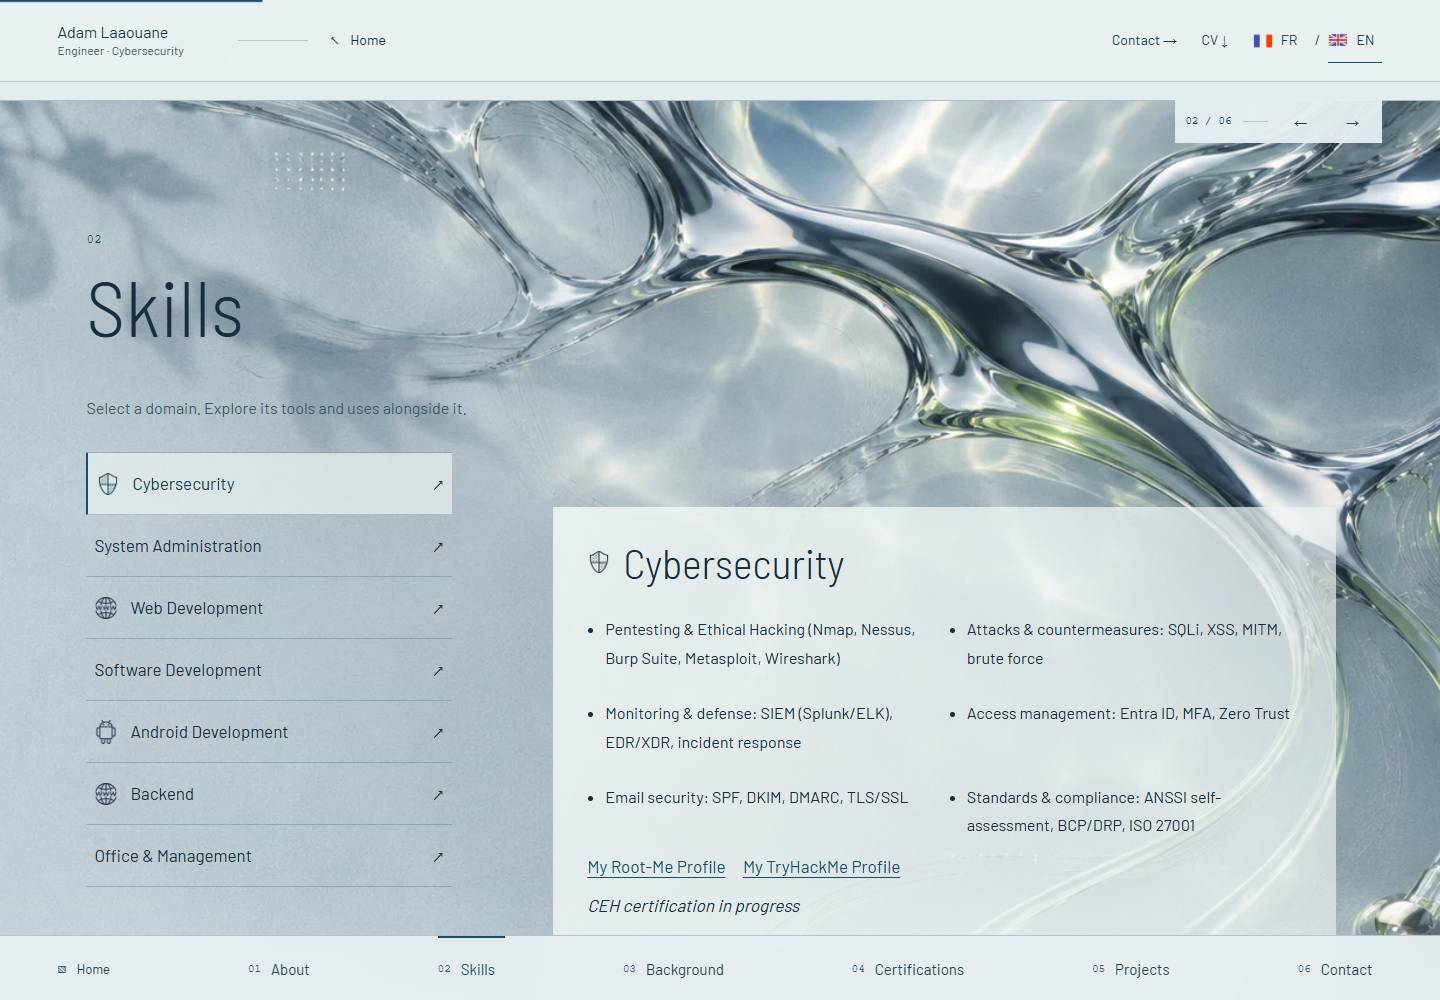 Adam Laaouane
Engineer · Cybersecurity
↖ Home
Contact →
CV ↓
FR / EN
02 / 06 ← →
02
Skills
Select a domain. Explore its tools and uses alongside it.
Cybersecurity ↗
System Administration ↗
Web Development ↗
Software Development ↗
Android Development ↗
Backend ↗
Office & Management ↗
Cybersecurity
• Pentesting & Ethical Hacking (Nmap, Nessus,
Burp Suite, Metasploit, Wireshark)
• Attacks & countermeasures: SQLi, XSS, MITM,
brute force
• Monitoring & defense: SIEM (Splunk/ELK),
EDR/XDR, incident response
• Access management: Entra ID, MFA, Zero Trust
• Email security: SPF, DKIM, DMARC, TLS/SSL
• Standards & compliance: ANSSI self-
assessment, BCP/DRP, ISO 27001
My Root-Me Profile My TryHackMe Profile
CEH certification in progress
Home
01 About
02 Skills
03 Background
04 Certifications
05 Projects
06 Contact